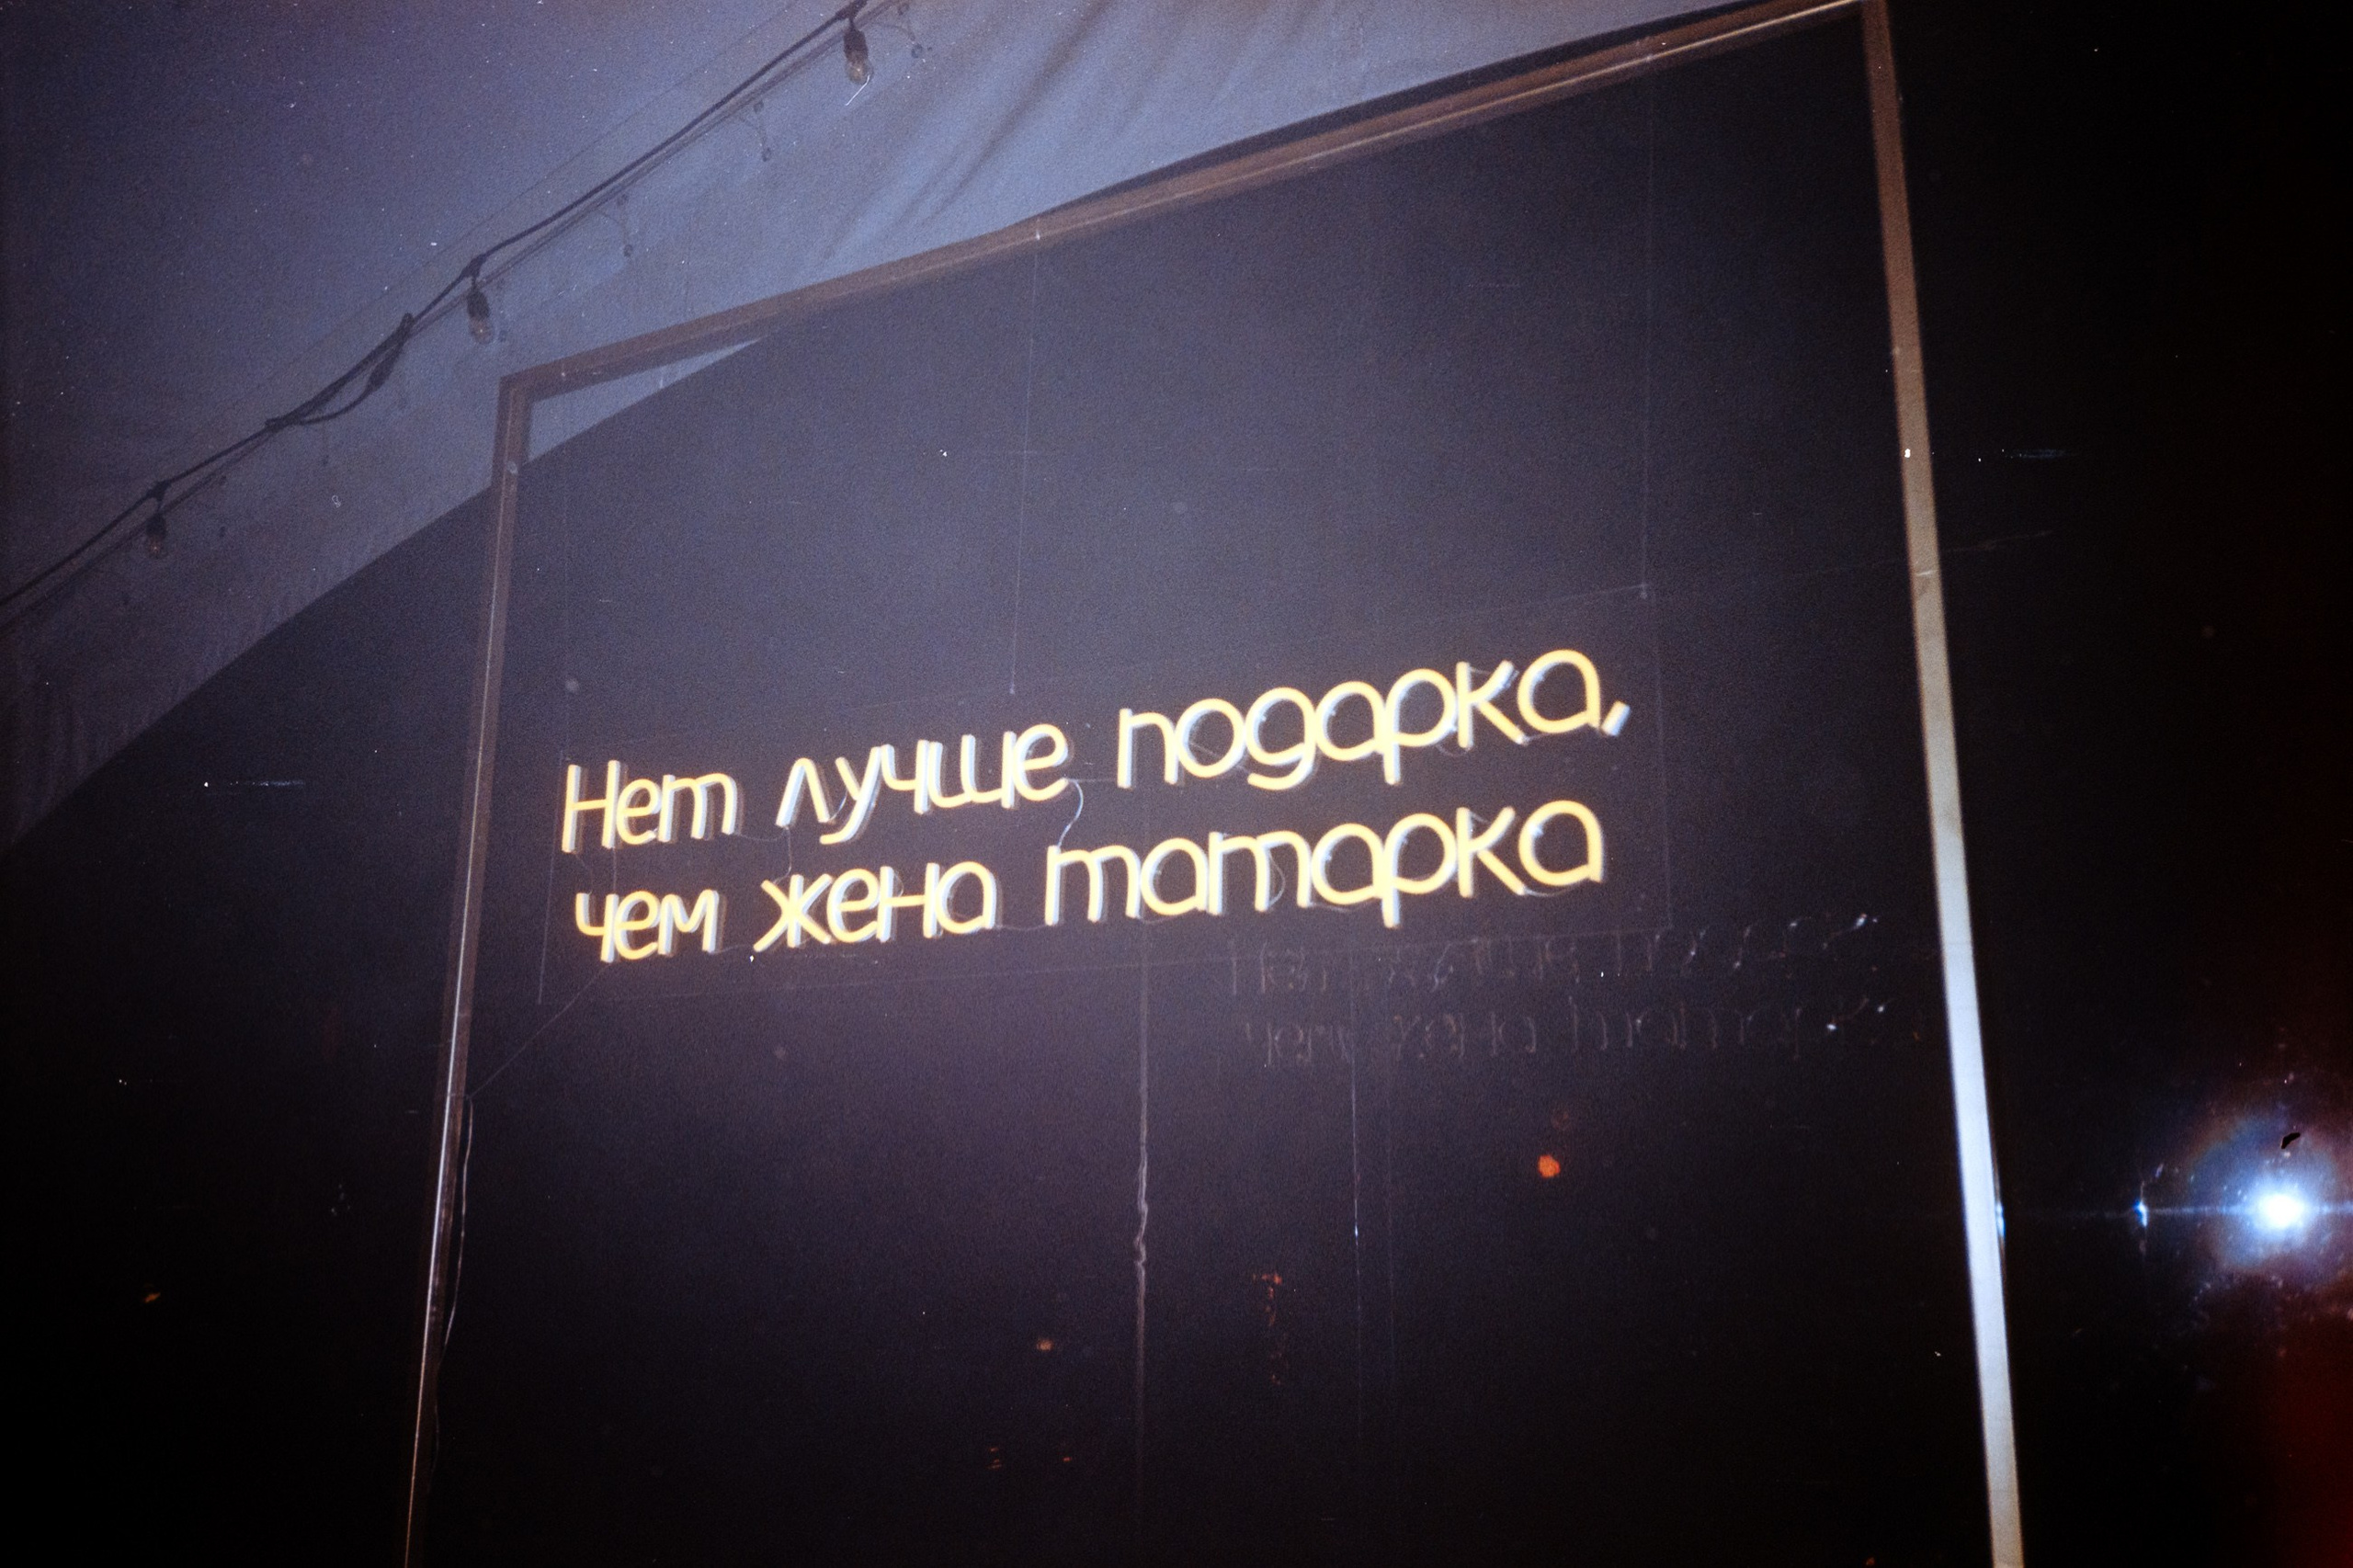 Нет лучше подарка,
чем жена татарка